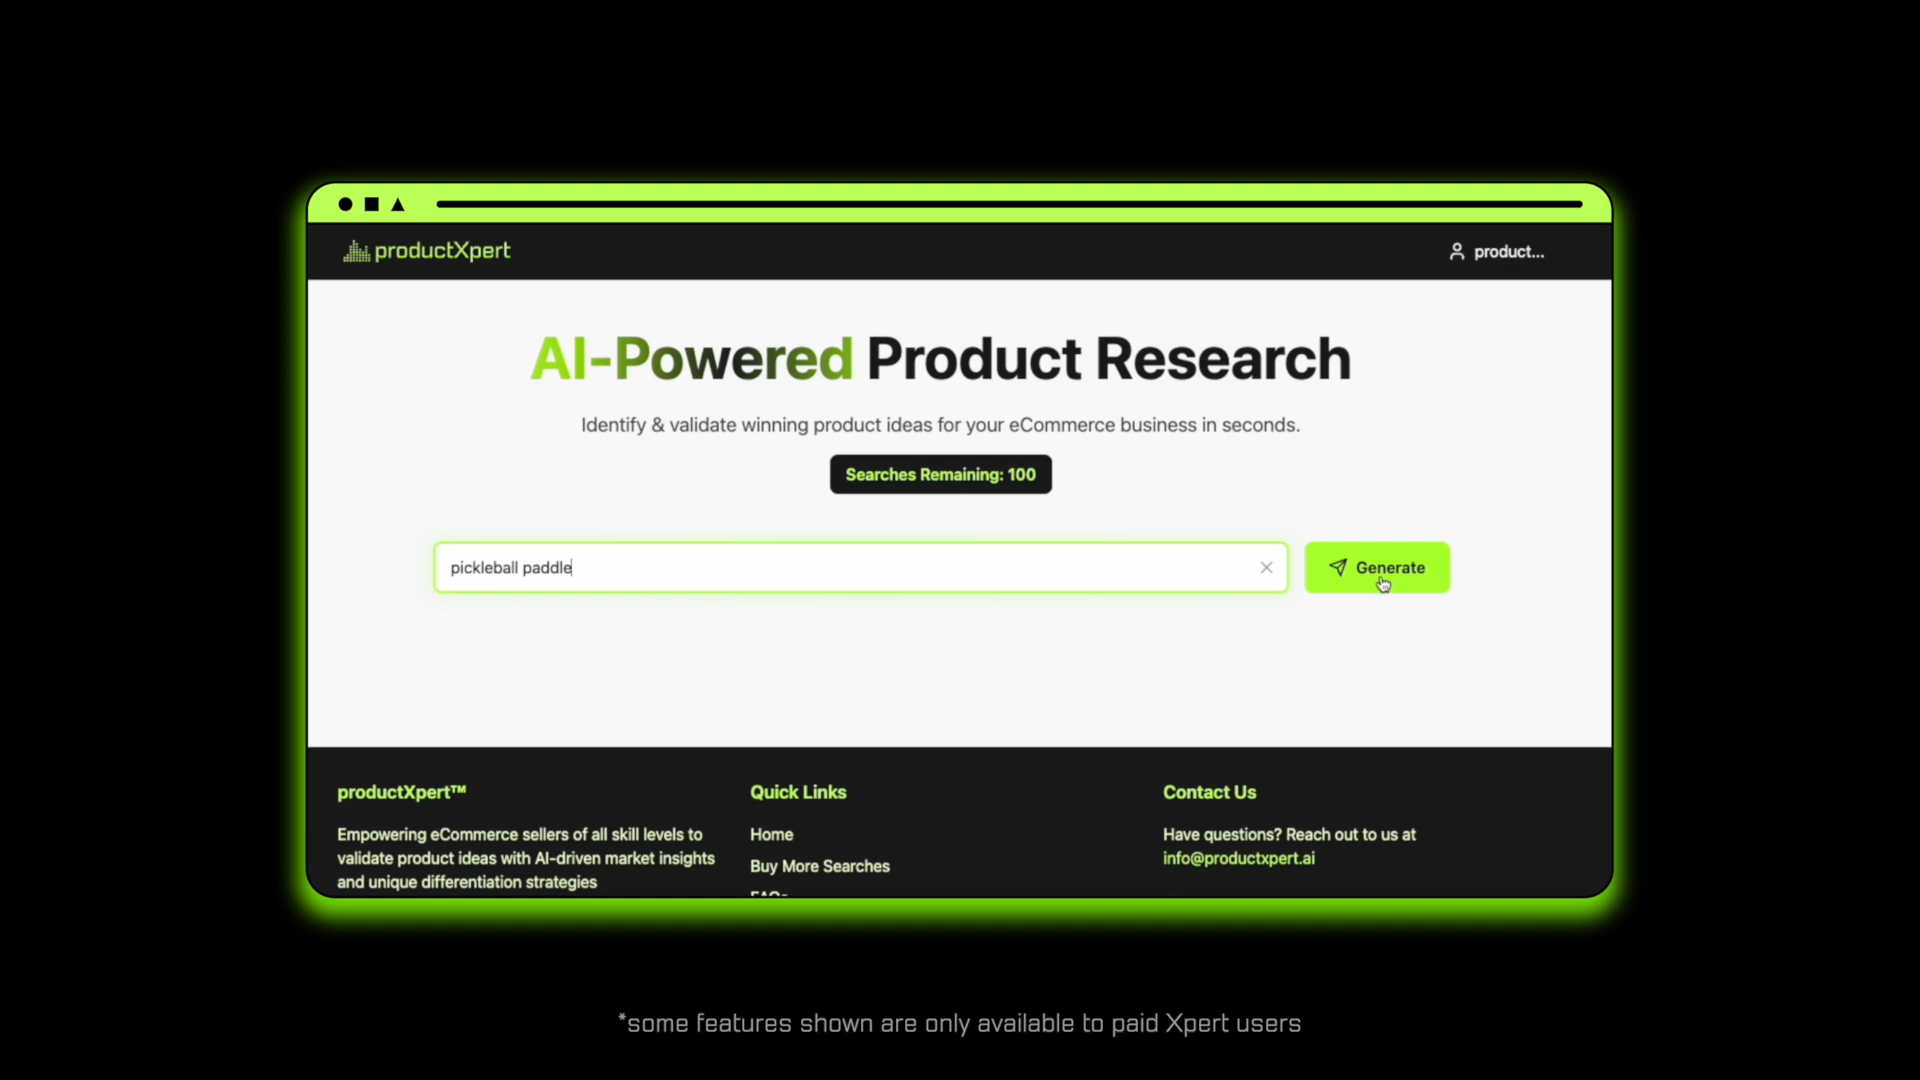 productXpert
product...
AI-Powered Product Research
Identify & validate winning product ideas for your eCommerce business in seconds.
Searches Remaining: 100
pickleball paddle
Generate
productXpert™
Empowering eCommerce sellers of all skill levels to
validate product ideas with AI-driven market insights
and unique differentiation strategies
Quick Links
Home
Buy More Searches
FAQs
Contact Us
Have questions? Reach out to us at
info@productxpert.ai
*some features shown are only available to paid Xpert users